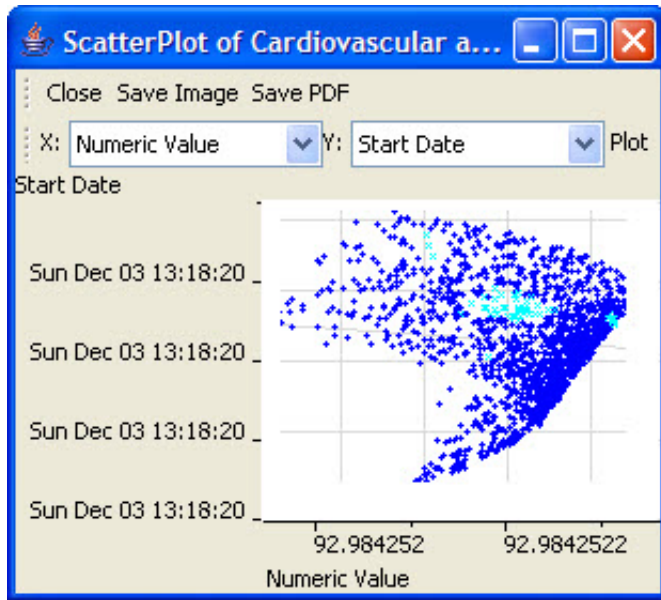 ScatterPlot of Cardiovascular a...
Close Save Image Save PDF
X: Numeric Value Y: Start Date Plot
Start Date
Sun Dec 03 13:18:20
Sun Dec 03 13:18:20
Sun Dec 03 13:18:20
Sun Dec 03 13:18:20
92.984252 92.9842522
Numeric Value